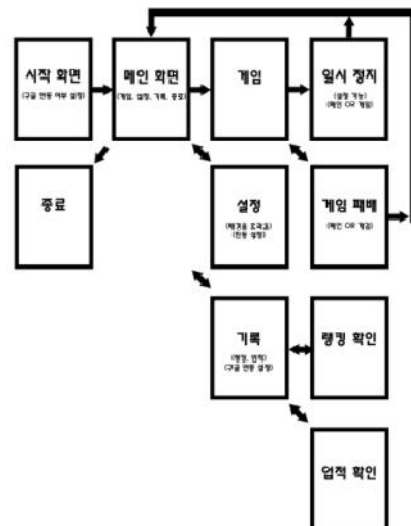 시작 화면
(구글 연동 여부 설정)
메인 화면
(게임, 설정, 기록, 종료)
게임
일시 정지
(설정 가능)
(메인 OR 게임)
종료
설정
(배경음 효과음)
(진동 설정)
게임 패배
(메인 OR 게임)
기록
(랭킹, 업적)
(구글 연동 설정)
랭킹 확인
업적 확인